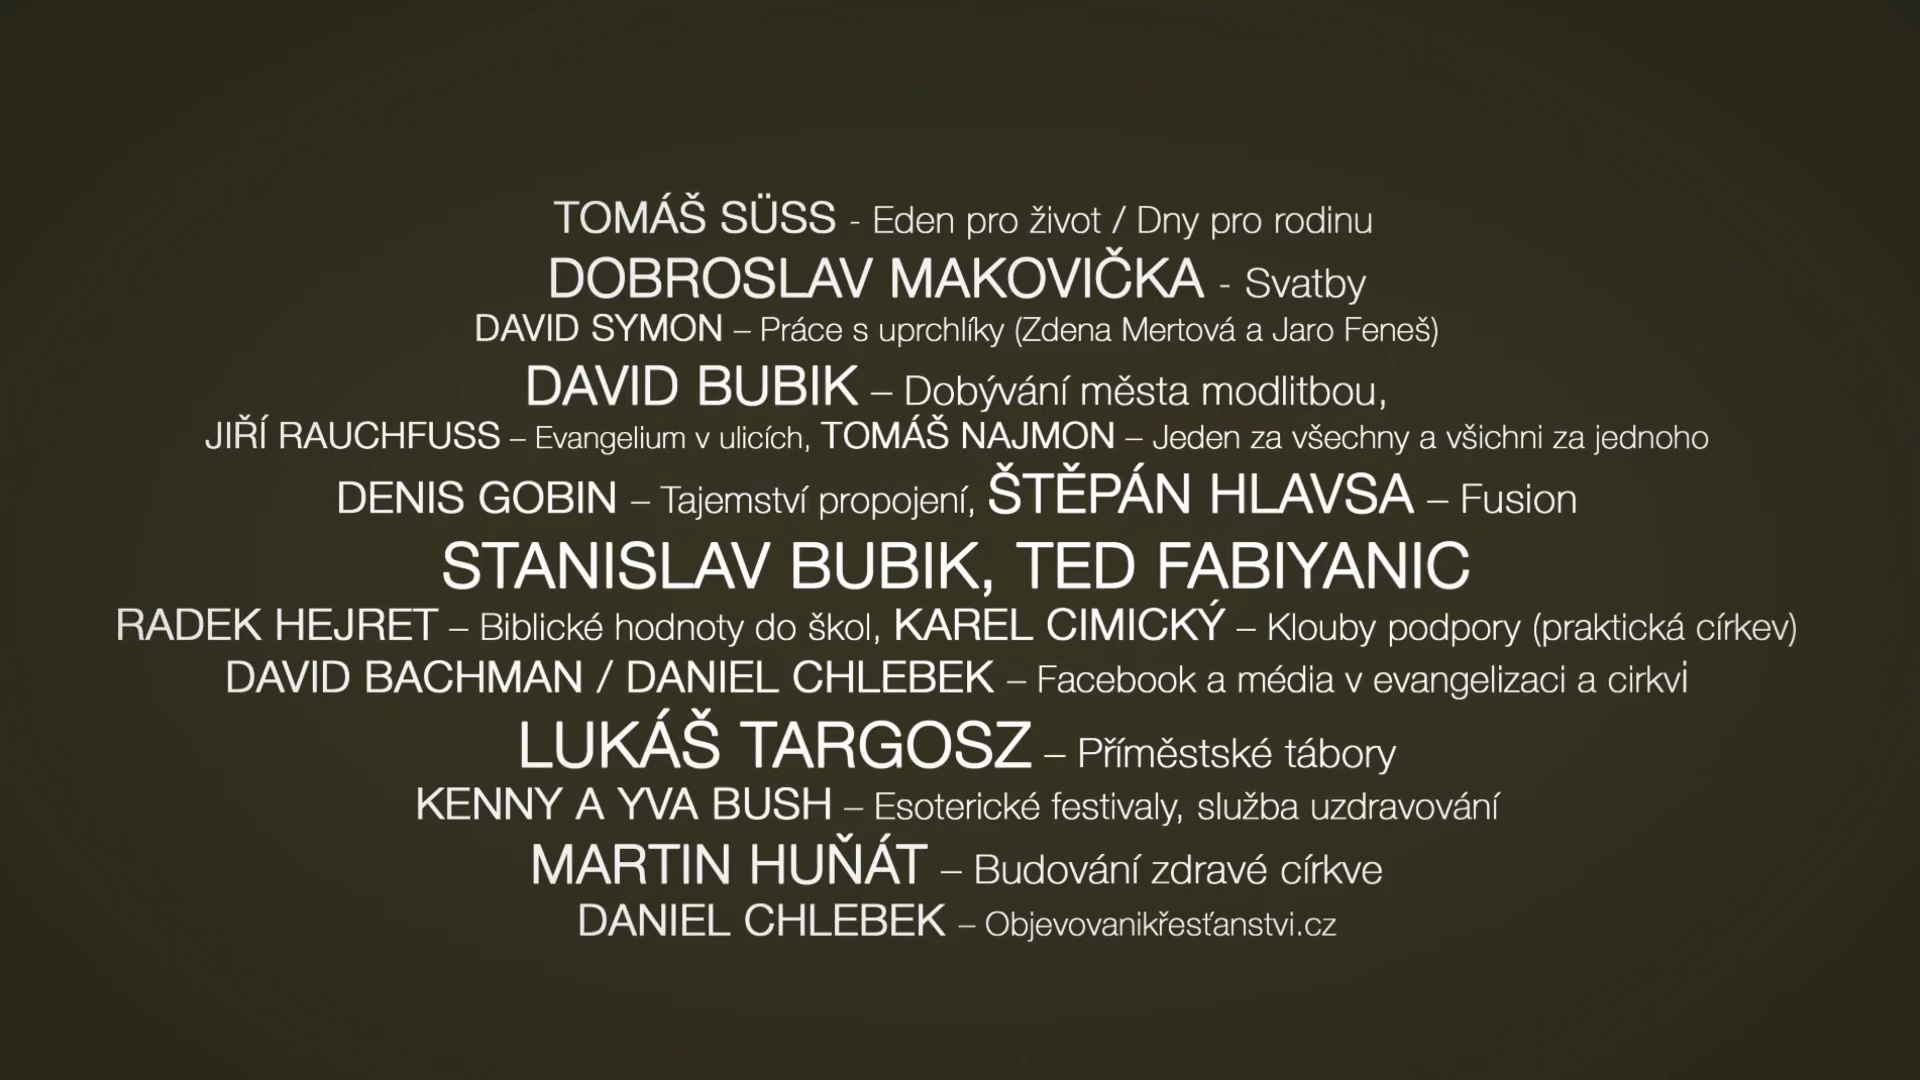 TOMÁŠ SÜSS - Eden pro život / Dny pro rodinu
DOBROSLAV MAKOVIČKA - Svatby
DAVID SYMON – Práce s uprchlíky (Zdena Mertová a Jaro Feneš)
DAVID BUBIK – Dobývání města modlitbou,
JIŘÍ RAUCHFUSS – Evangelium v ulicích, TOMÁŠ NAJMON – Jeden za všechny a všichni za jednoho
DENIS GOBIN – Tajemství propojení, ŠTĚPÁN HLAVSA – Fusion
STANISLAV BUBIK, TED FABIYANIC
RADEK HEJRET – Biblické hodnoty do škol, KAREL CIMICKÝ – Klouby podpory (praktická církev)
DAVID BACHMAN / DANIEL CHLEBEK – Facebook a média v evangelizaci a cirkvi
LUKÁŠ TARGOSZ – Příměstské tábory
KENNY A YVA BUSH – Esoterické festivaly, služba uzdravování
MARTIN HUŇÁT – Budování zdravé církve
DANIEL CHLEBEK – Objevovanikřesťanstvi.cz